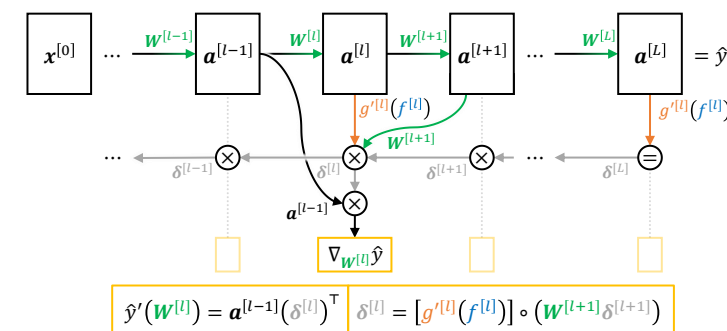 x^[0] ... W^[l-1] a^[l-1] W^[l] a^[l] W^[l+1] a^[l+1] ... W^[L] a^[L] = ŷ
g'^[l](f^[l]) g'^[l](f^[l])
W^[l+1]
... × × × ... =
δ^[l-1] δ^[l] δ^[l+1] δ^[L]
a^[l-1] ×
∇_W^[l] ŷ
ŷ'(W^[l]) = a^[l-1](δ^[l])^⊤ δ^[l] = [g'^[l](f^[l])] ∘ (W^[l+1]δ^[l+1])